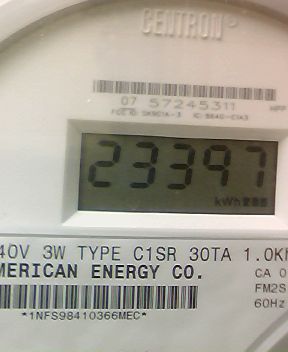 CENTRON®
07 57245311
23397
kWh
40V 3W TYPE C1SR 30TA 1.0Kh
MERICAN ENERGY CO.
CA 0
FM2S
60Hz
*1NFS98410366MEC*